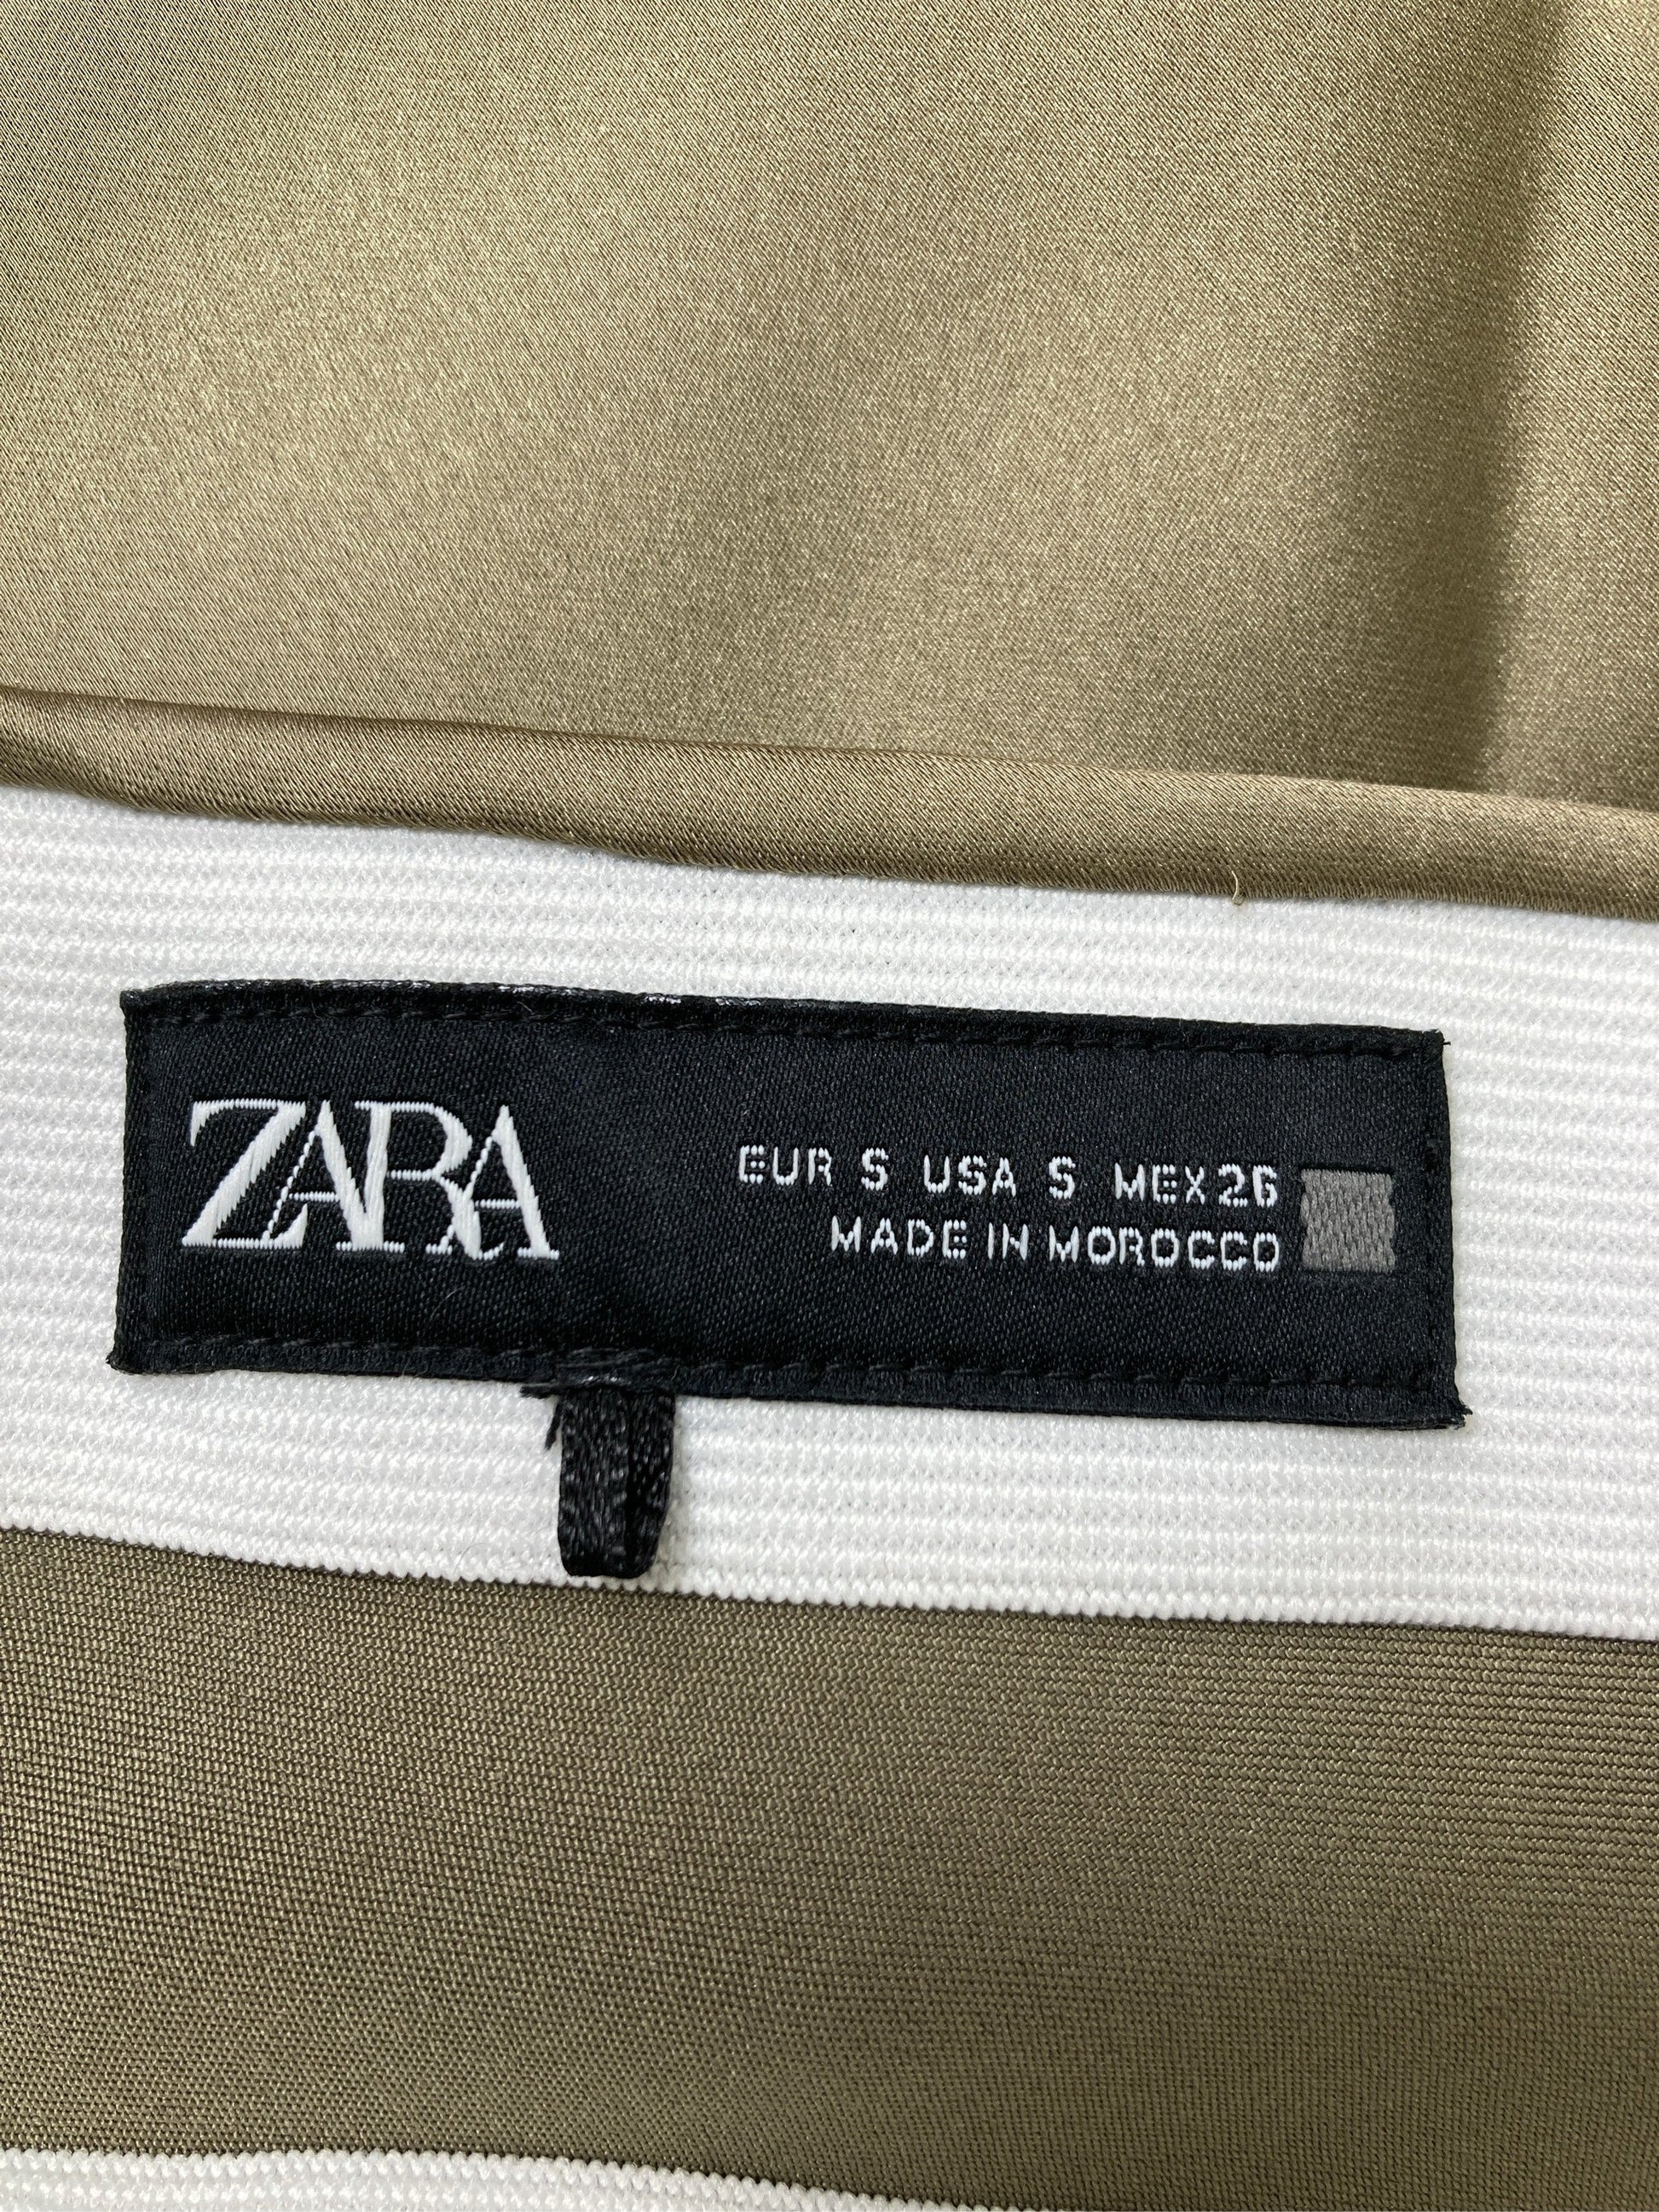 ZARA
EUR S USA S MEX 26
MADE IN MOROCCO